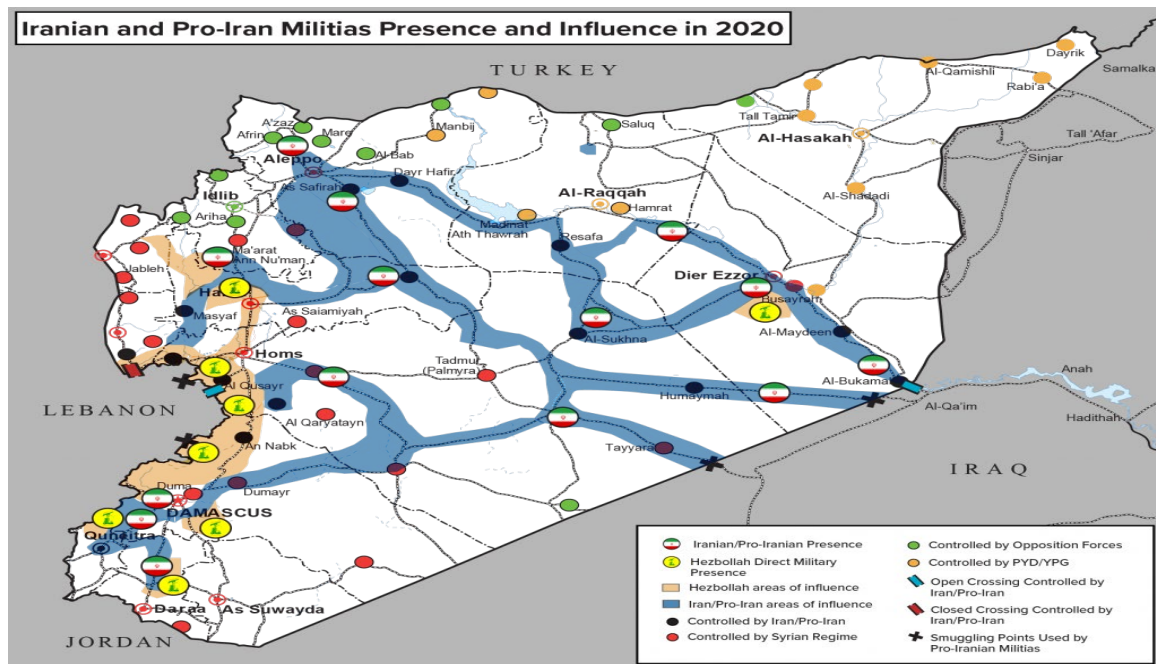 Iranian and Pro-Iran Militias Presence and Influence in 2020
TURKEY
Dayrik
Samalka
Al-Qamishli
Rabi'a
A'zaz
Afrin
Mare
Manbij
Saluq
Tall Tamir
Al-Hasakah
Tall 'Afar
Sinjar
Aleppo
Al-Bab
Dayr Hafir
As Safirah
Idlib
Ariha
Al-Raqqah
Hamrat
Al-Shadadi
Madinat
Ath Thawrah
Resafa
Ma'arat
Ann Nu'man
Jableh
Dier Ezzor
Busayrah
Masyaf
As Saiamiyah
Al-Sukhna
Al-Maydeen
Homs
Tadmur
(Palmyra)
Al-Bukamal
Anah
Al Qusayr
Humaymah
Al-Qa'im
LEBANON
Hadithah
Al Qaryatayn
An Nabk
Tayyara
IRAQ
Duma
Dumayr
DAMASCUS
Qunaitra
Daraa
As Suwayda
JORDAN
Iranian/Pro-Iranian Presence
Hezbollah Direct Military
Presence
Hezbollah areas of influence
Iran/Pro-Iran areas of influence
Controlled by Iran/Pro-Iran
Controlled by Syrian Regime
Controlled by Opposition Forces
Controlled by PYD/YPG
Open Crossing Controlled by
Iran/Pro-Iran
Closed Crossing Controlled by
Iran/Pro-Iran
Smuggling Points Used by
Pro-Iranian Militias